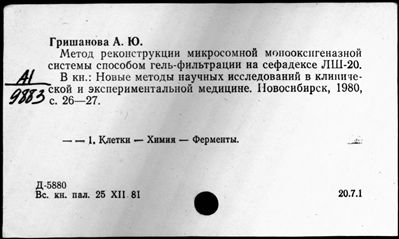 Гришанова А. Ю.
Метод реконструкции микросомной монооксигеназной
системы способом гель-фильтрации на сефадексе ЛШ-20.
В кн.: Новые методы научных исследований в клиниче-
ской и экспериментальной медицине. Новосибирск, 1980,
с. 26—27.
А1
9883
— — 1. Клетки — Химия — Ферменты.
Д-5880
Вс. кн. пал. 25 XII 81
20.7.1